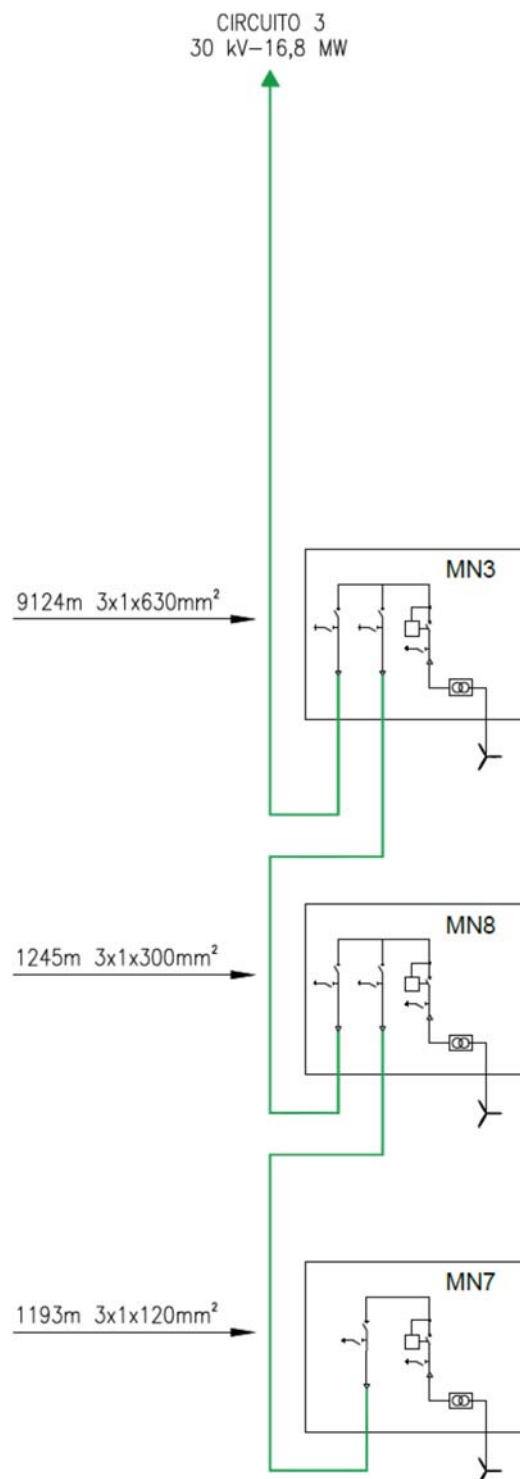 CIRCUITO 3
30 kV–16,8 MW
MN3
9124m 3x1x630mm²
MN8
1245m 3x1x300mm²
MN7
1193m 3x1x120mm²